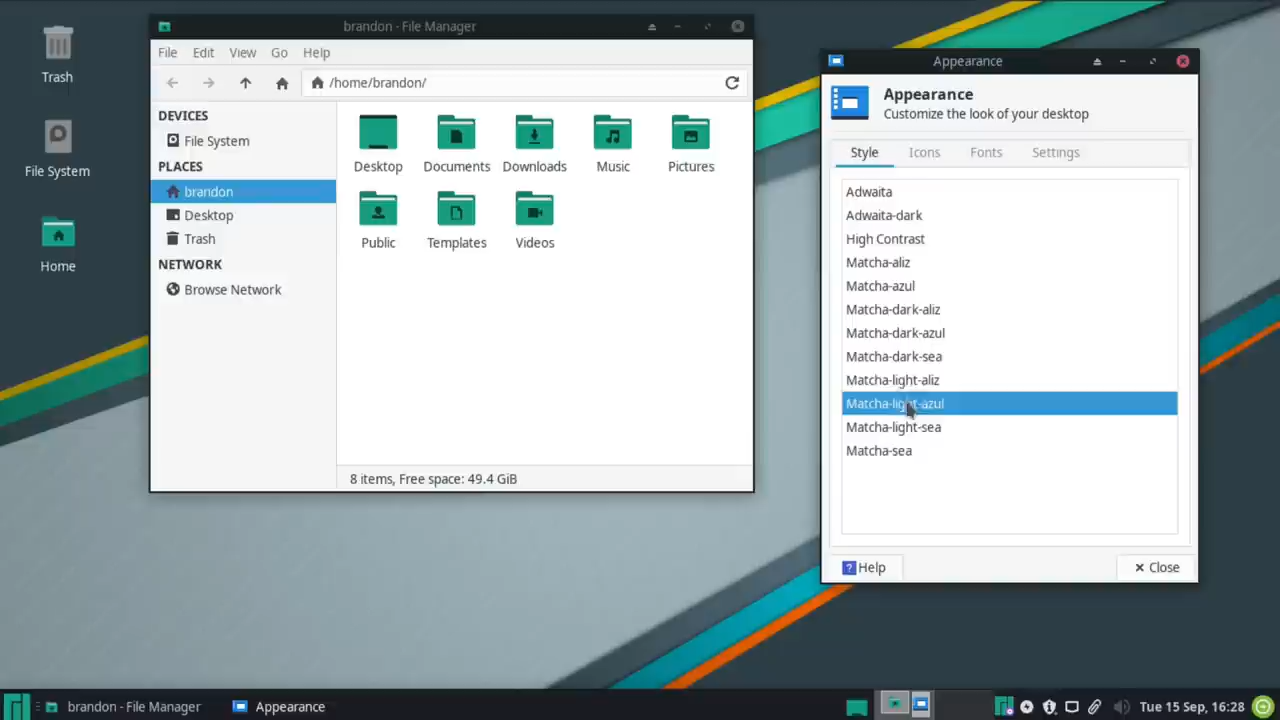 Trash
File System
Home
brandon - File Manager
File Edit View Go Help
/home/brandon/
DEVICES
File System
PLACES
brandon
Desktop
Trash
NETWORK
Browse Network
Desktop Documents Downloads Music Pictures
Public Templates Videos
8 items, Free space: 49.4 GiB
Appearance
Appearance
Customize the look of your desktop
Style Icons Fonts Settings
Adwaita
Adwaita-dark
High Contrast
Matcha-aliz
Matcha-azul
Matcha-dark-aliz
Matcha-dark-azul
Matcha-dark-sea
Matcha-light-aliz
Matcha-light-azul
Matcha-light-sea
Matcha-sea
? Help
Close
brandon - File Manager Appearance Tue 15 Sep, 16:28